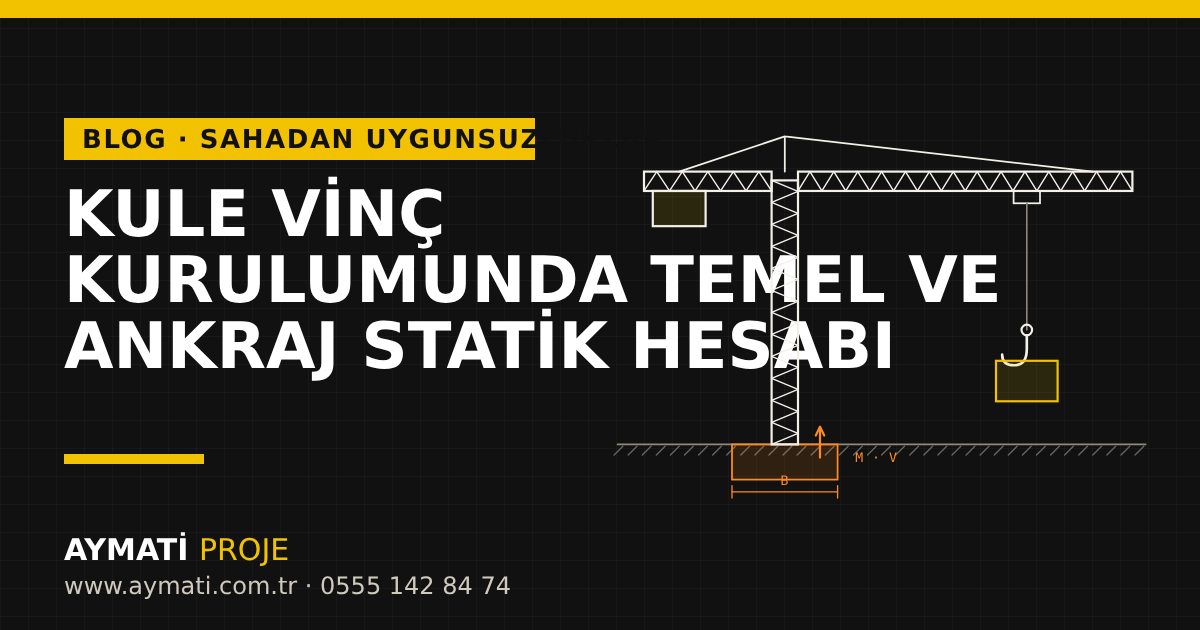 BLOG · SAHADAN UYGUNSUZ
KULE VİNÇ
KURULUMUNDA TEMEL VE
ANKRAJ STATİK HESABI
M · V
B
AYMATİ PROJE
www.aymati.com.tr · 0555 142 84 74